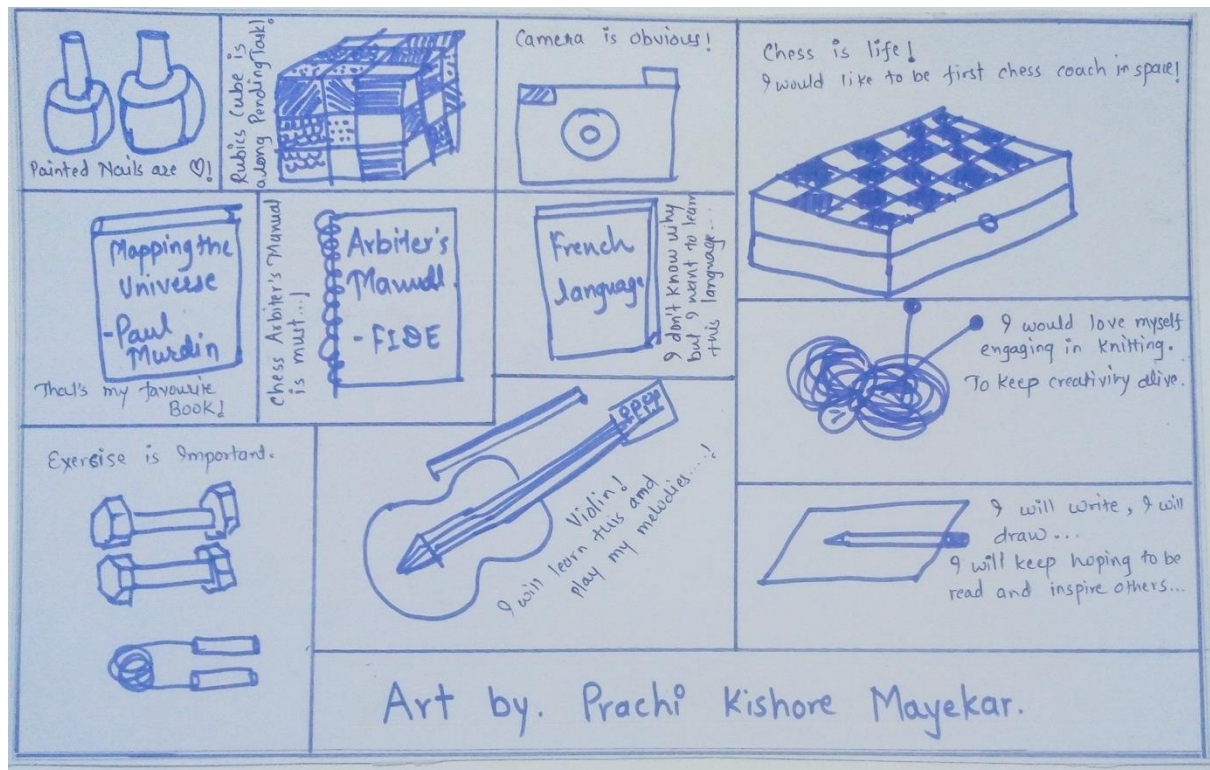 Painted Nails are ♡!
Rubics Cube is
along Pending Task!
Camera is obvious!
Chess is life!
I would like to be first chess coach in space!
Mapping the
Universe
-Paul
Murdin
That's my favourite
Book!
Chess Arbiter's Manual
is must...!
Arbiter's
Manual
- FIDE
French
language
I don't know why
but I want to learn
this language...
I would love myself
engaging in knitting.
To keep creativity alive.
Exersise is Important.
Violin!
I will learn this and
play my melodies.....!
I will write, I will
draw...
I will keep hoping to be
read and inspire others...
Art by. Prachi Kishore Mayekar.